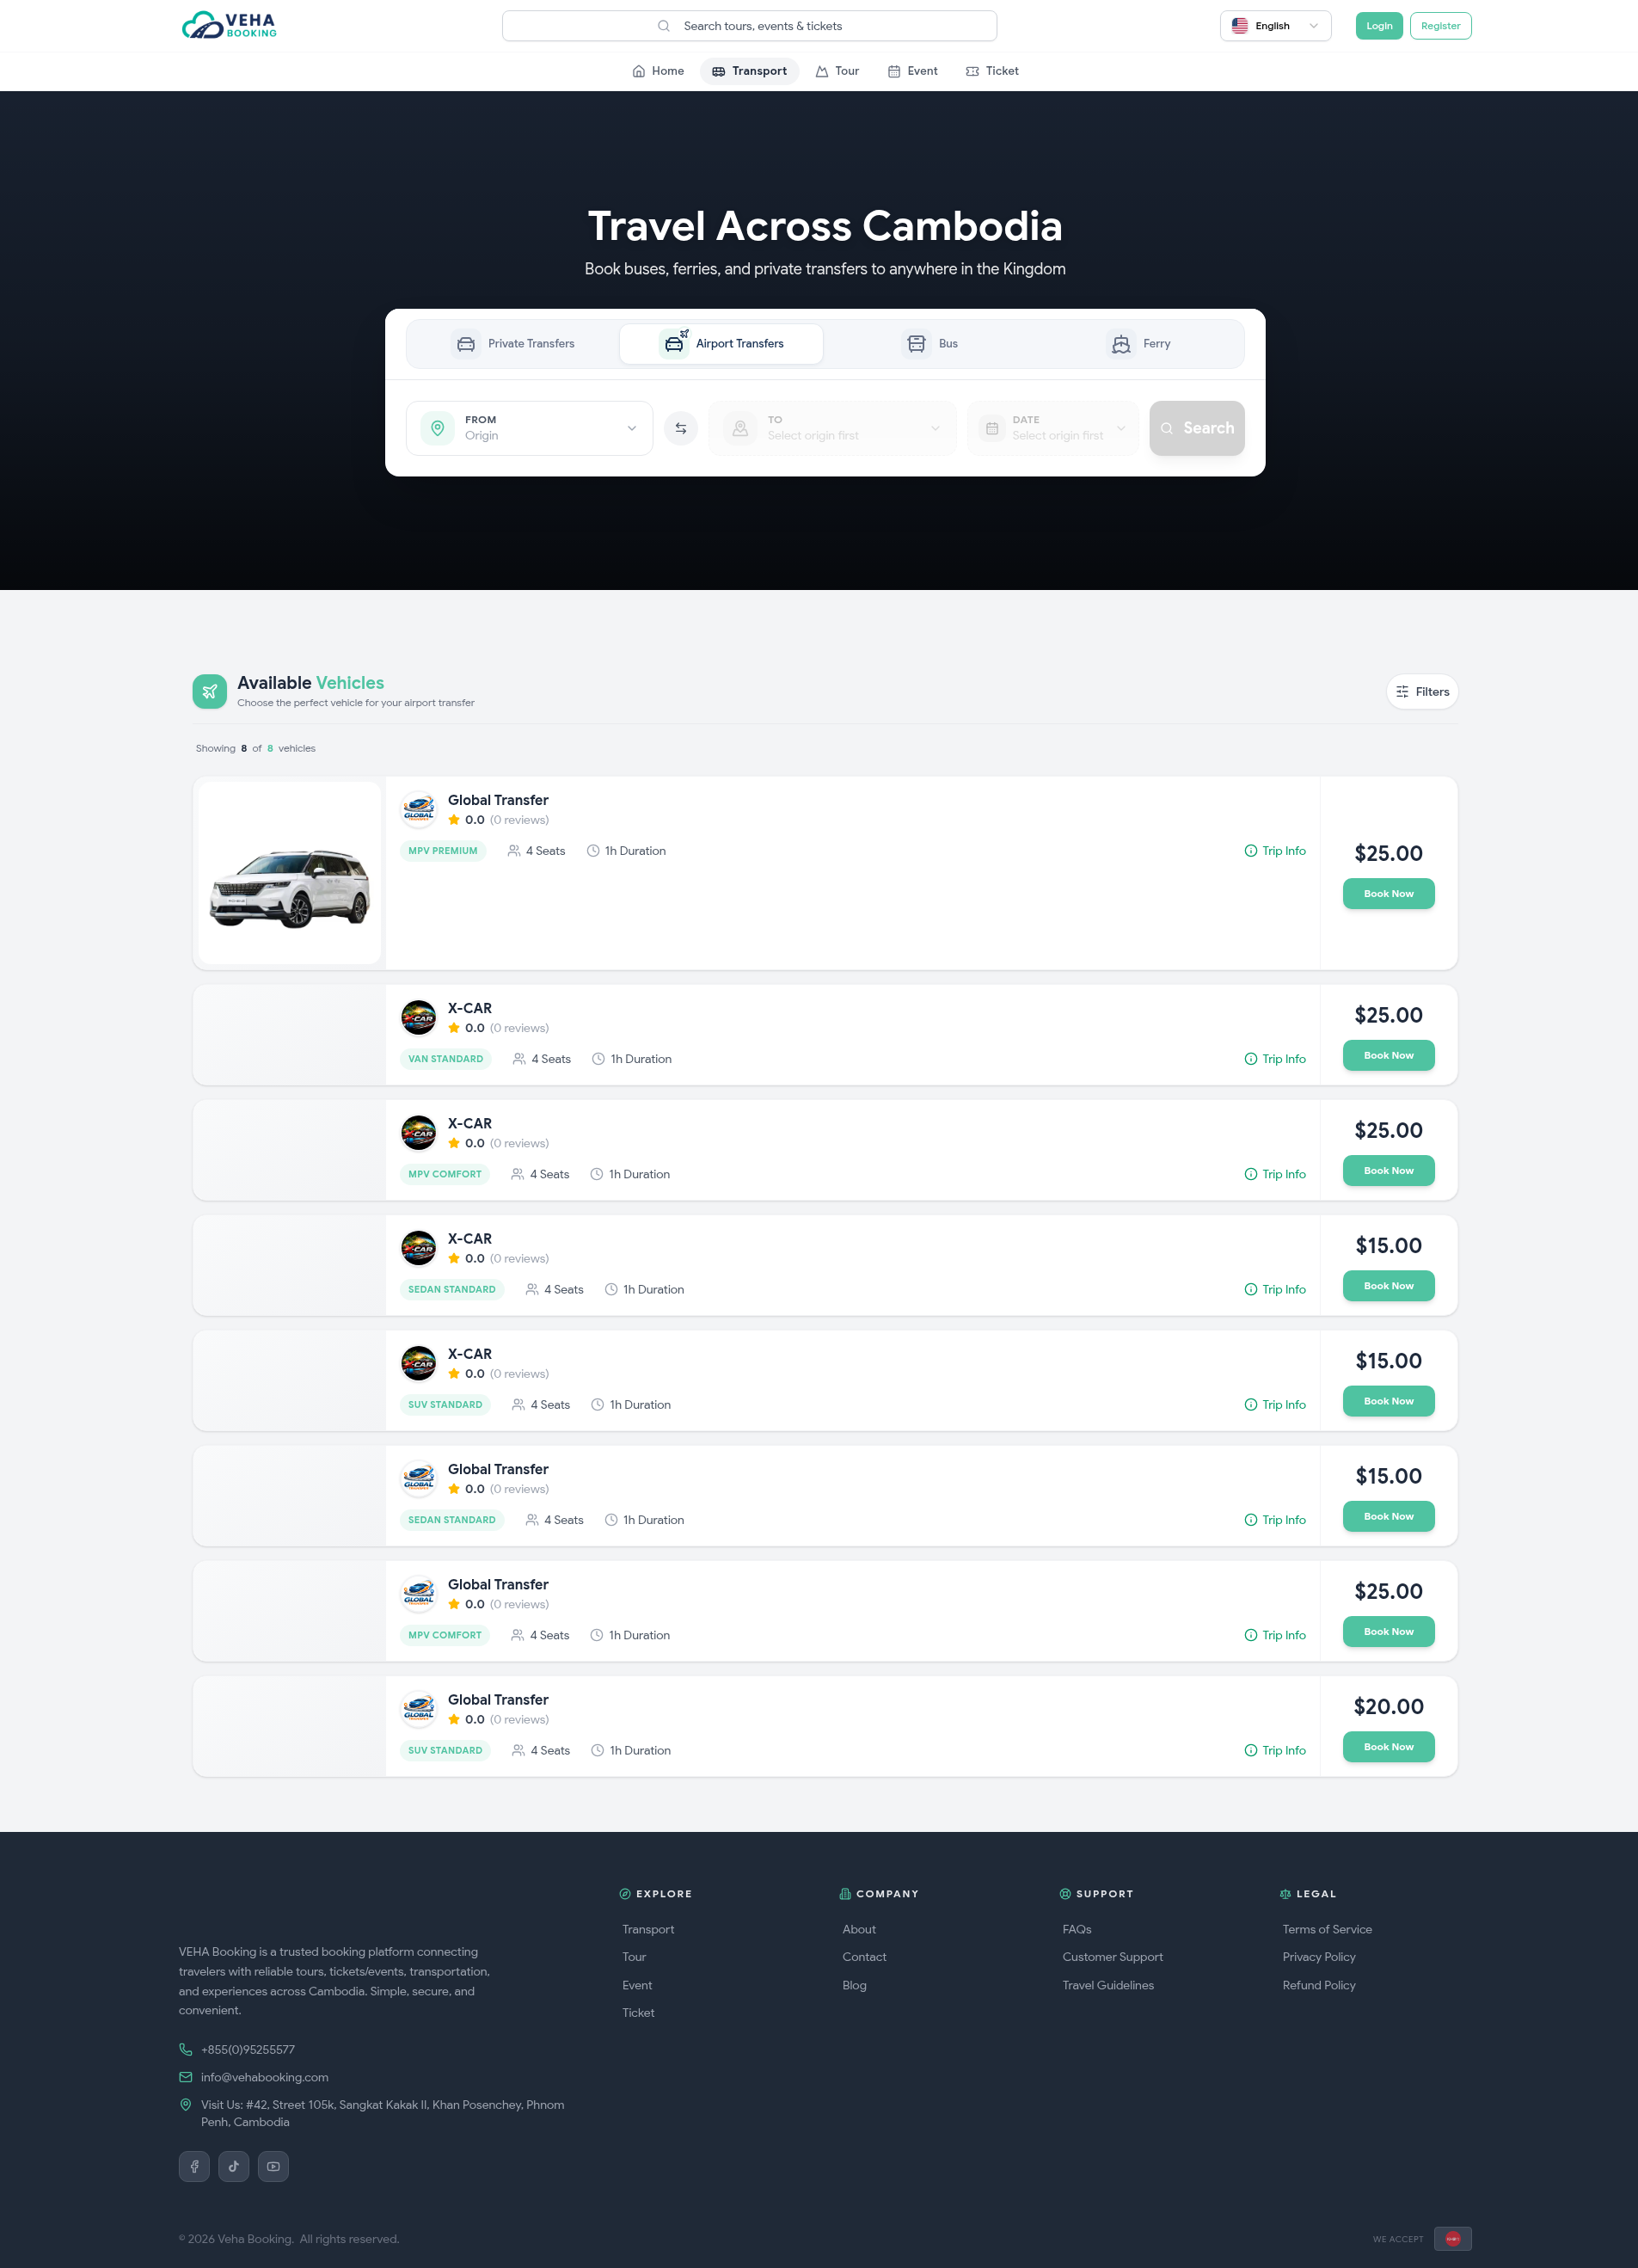 VEHA
BOOKING
Search tours, events & tickets
English
Login
Register
Home
Transport
Tour
Event
Ticket
Travel Across Cambodia
Book buses, ferries, and private transfers to anywhere in the Kingdom
Private Transfers
Airport Transfers
Bus
Ferry
FROM
Origin
TO
Select origin first
DATE
Select origin first
Search
Available Vehicles
Choose the perfect vehicle for your airport transfer
Filters
Showing 8 of 8 vehicles
GLOBAL
Global Transfer
0.0 (0 reviews)
MPV PREMIUM
4 Seats
1h Duration
Trip Info
$25.00
Book Now
CAR
X-CAR
0.0 (0 reviews)
VAN STANDARD
4 Seats
1h Duration
Trip Info
$25.00
Book Now
CAR
X-CAR
0.0 (0 reviews)
MPV COMFORT
4 Seats
1h Duration
Trip Info
$25.00
Book Now
CAR
X-CAR
0.0 (0 reviews)
SEDAN STANDARD
4 Seats
1h Duration
Trip Info
$15.00
Book Now
CAR
X-CAR
0.0 (0 reviews)
SUV STANDARD
4 Seats
1h Duration
Trip Info
$15.00
Book Now
GLOBAL
Global Transfer
0.0 (0 reviews)
SEDAN STANDARD
4 Seats
1h Duration
Trip Info
$15.00
Book Now
GLOBAL
Global Transfer
0.0 (0 reviews)
MPV COMFORT
4 Seats
1h Duration
Trip Info
$25.00
Book Now
GLOBAL
Global Transfer
0.0 (0 reviews)
SUV STANDARD
4 Seats
1h Duration
Trip Info
$20.00
Book Now
VEHA Booking is a trusted booking platform connecting
travelers with reliable tours, tickets/events, transportation,
and experiences across Cambodia. Simple, secure, and
convenient.
+855(0)95255577
info@vehabooking.com
Visit Us: #42, Street 105k, Sangkat Kakak II, Khan Posenchey, Phnom
Penh, Cambodia
EXPLORE
Transport
Tour
Event
Ticket
COMPANY
About
Contact
Blog
SUPPORT
FAQs
Customer Support
Travel Guidelines
LEGAL
Terms of Service
Privacy Policy
Refund Policy
© 2026 Veha Booking. All rights reserved.
WE ACCEPT